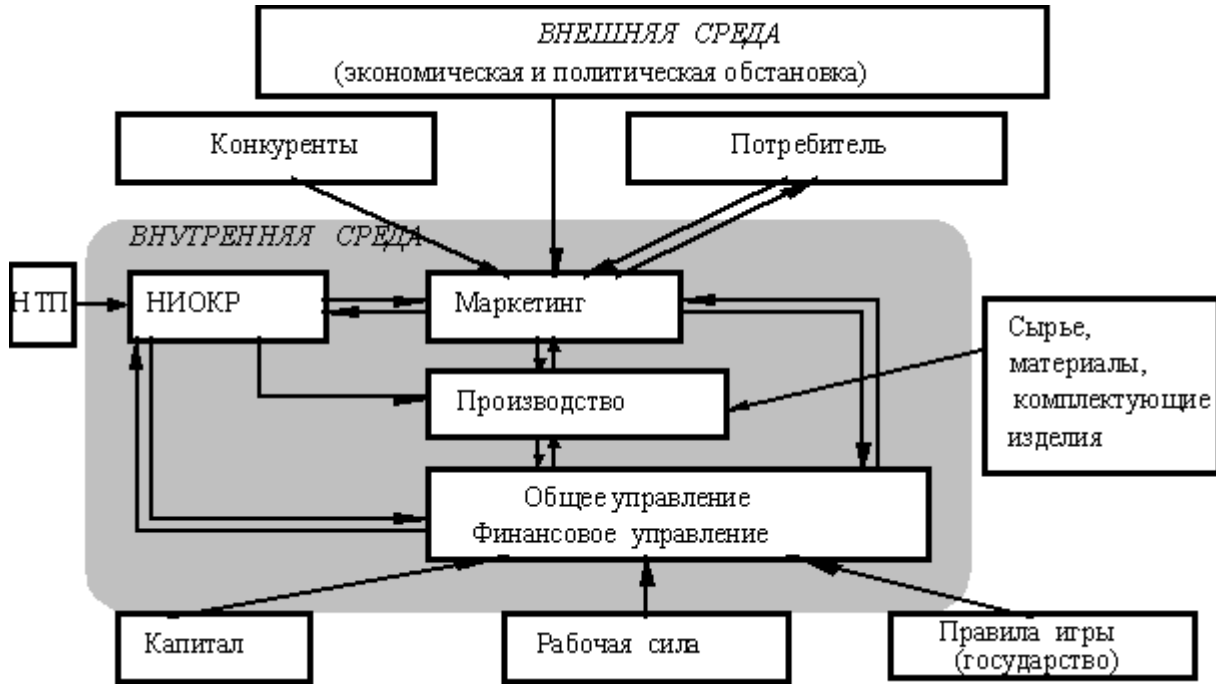 ВНЕШНЯЯ СРЕДА
(экономическая и политическая обстановка)
Конкуренты
Потребитель
ВНУТРЕННЯЯ СРЕДА
НТП
НИОКР
Маркетинг
Сырье,
материалы,
комплектующие
изделия
Производство
Общее управление
Финансовое управление
Капитал
Рабочая сила
Правила игры
(государство)